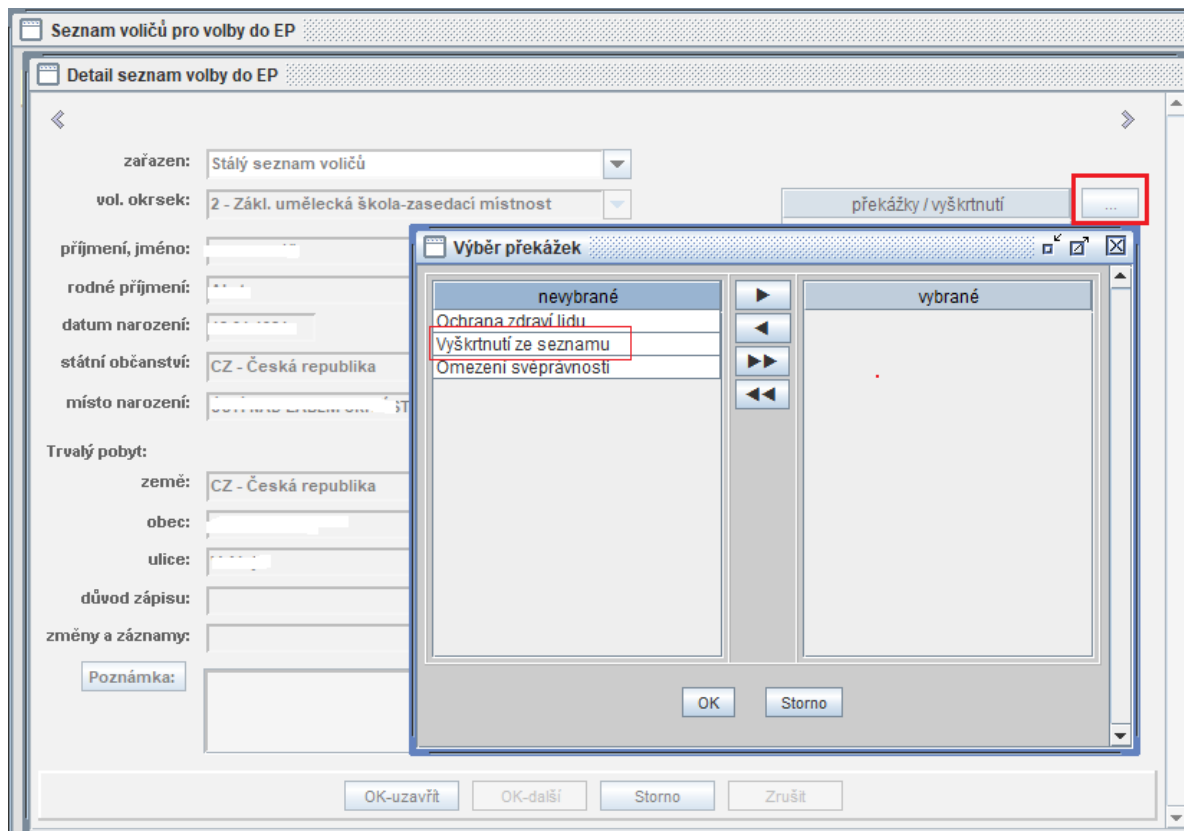 Seznam voličů pro volby do EP
Detail seznam volby do EP
zařazen: Stálý seznam voličů
vol. okrsek: 2 - Zákl. umělecká škola-zasedací místnost
překážky / vyškrtnutí ...
příjmení, jméno:
rodné příjmení:
datum narození:
státní občanství: CZ - Česká republika
místo narození:
Trvalý pobyt:
země: CZ - Česká republika
obec:
ulice:
důvod zápisu:
změny a záznamy:
Poznámka:
Výběr překážek
nevybrané
Ochrana zdraví lidu
Vyškrtnutí ze seznamu
Omezení svéprávnosti
vybrané
OK Storno
OK-uzavřít OK-další Storno Zrušit